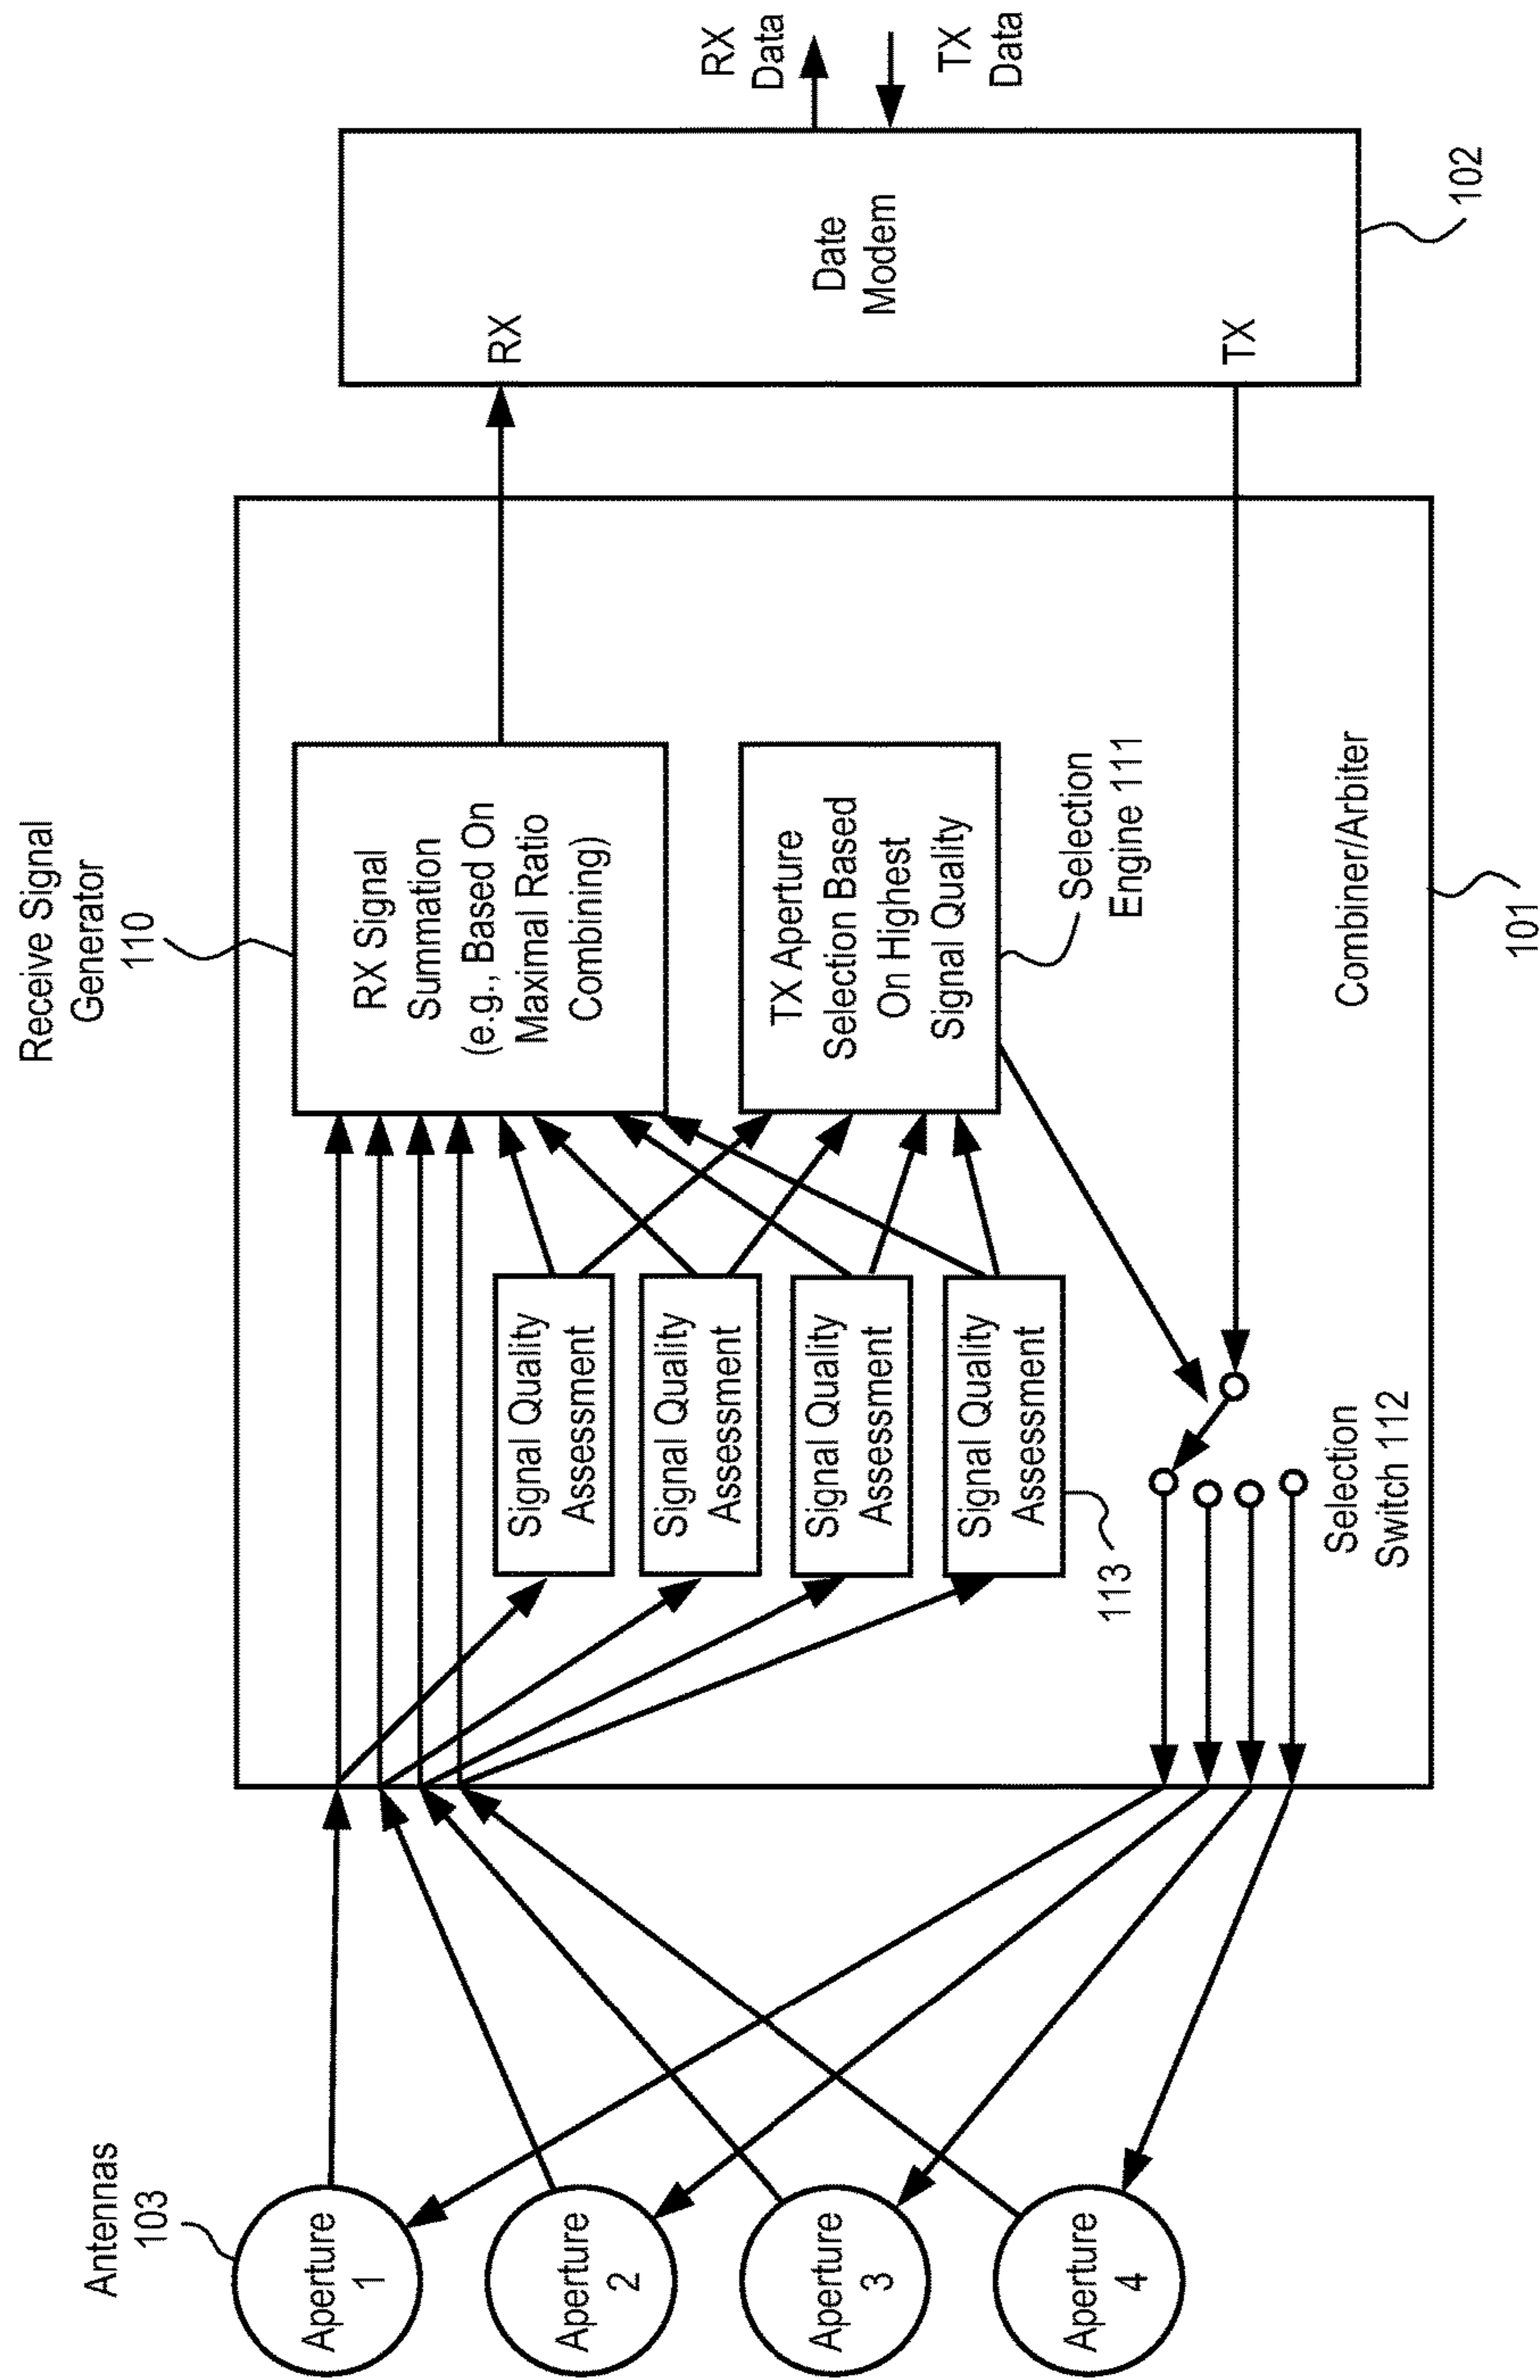 Antennas
103
Aperture
1
Aperture
2
Aperture
3
Aperture
4
Receive Signal
Generator
110
RX Signal
Summation
(e.g., Based On
Maximal Ratio
Combining)
Signal Quality
Assessment
Signal Quality
Assessment
Signal Quality
Assessment
Signal Quality
Assessment
113
TX Aperture
Selection Based
On Highest
Signal Quality
Selection
Engine 111
Selection
Switch 112
Combiner/Arbiter
101
RX
Date
Modem
TX
102
RX
Data
TX
Data